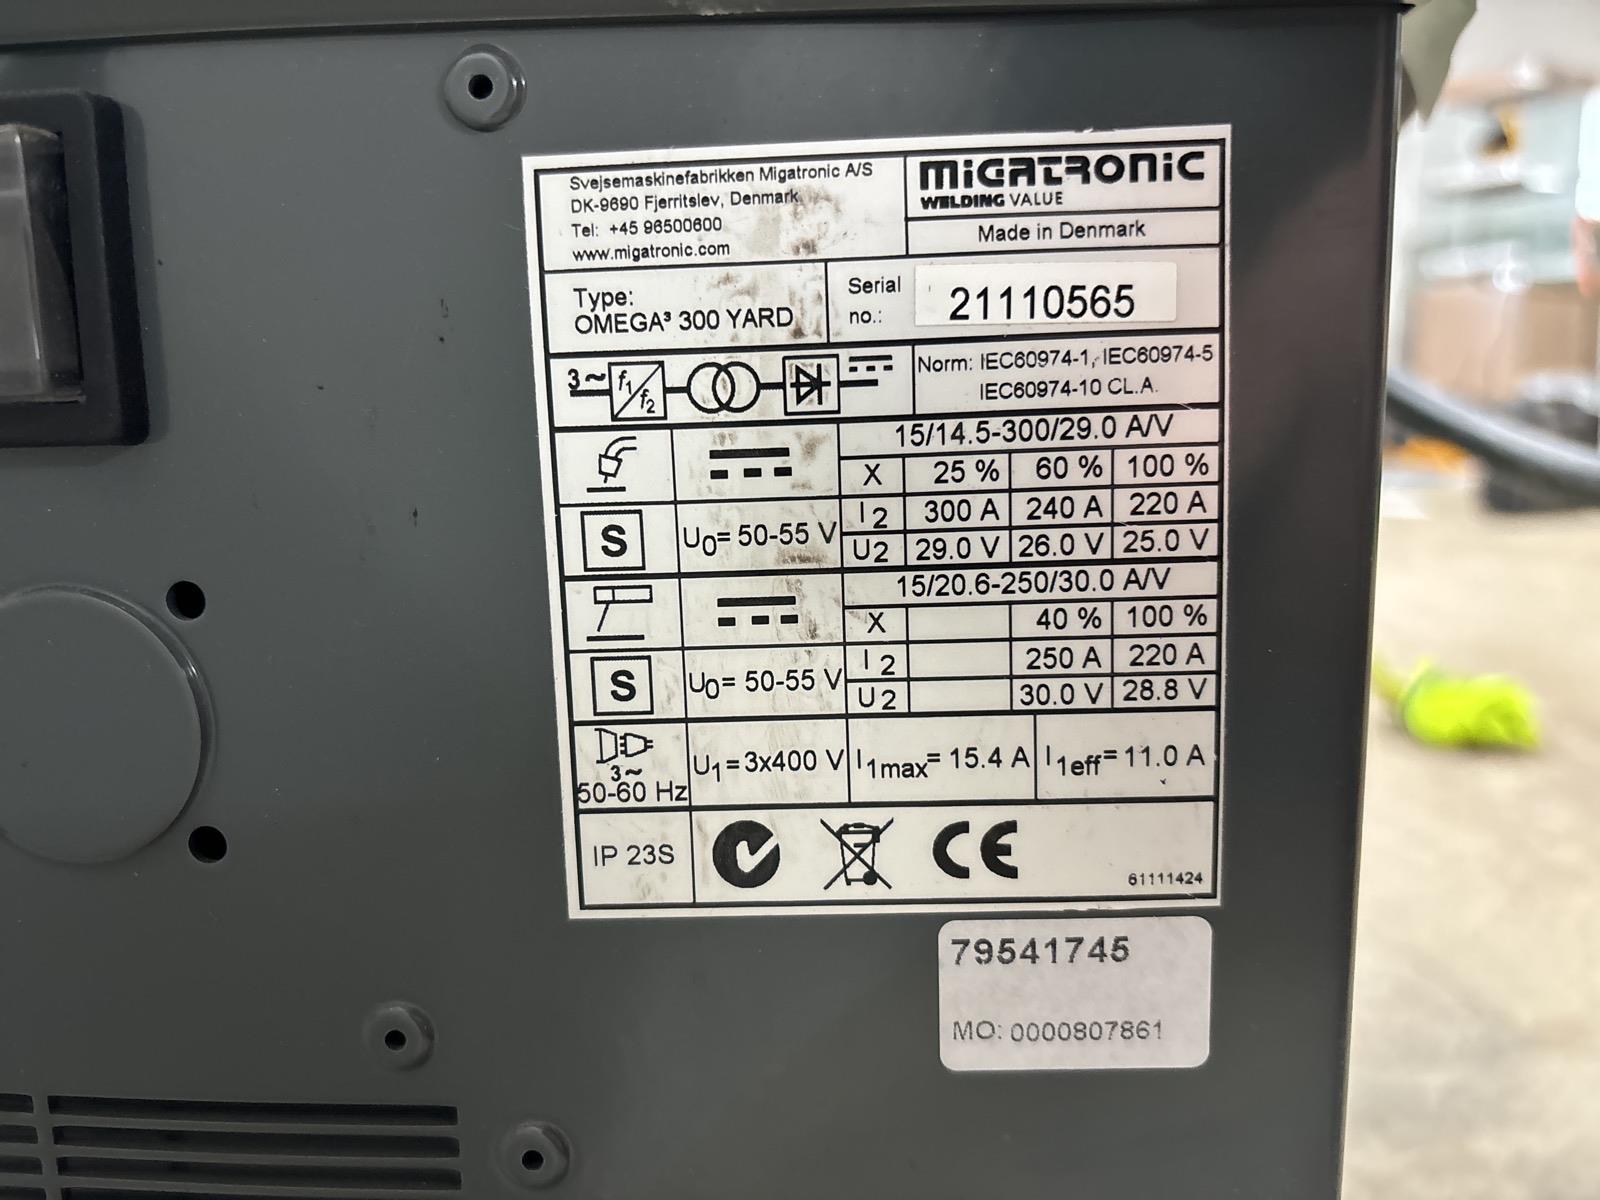 Svejsemaskinefabrikken Migatronic A/S
DK-9690 Fjerritslev, Denmark
Tel: +45 96500600
www.migatronic.com
MIGATRONIC
WELDING VALUE
Made in Denmark
Type:
OMEGA³ 300 YARD
Serial
no.:
21110565
3~ f1 f2
Norm: IEC60974-1, IEC60974-5
IEC60974-10 CL.A.
15/14.5-300/29.0 A/V
X 25 % 60 % 100 %
S
U0= 50-55 V
I2 300 A 240 A 220 A
U2 29.0 V 26.0 V 25.0 V
15/20.6-250/30.0 A/V
X 40 % 100 %
S
U0= 50-55 V
I2 250 A 220 A
U2 30.0 V 28.8 V
3~
50-60 Hz
U1= 3x400 V
I1max= 15.4 A
I1eff= 11.0 A
IP 23S
CE
61111424
79541745
MO: 0000807861